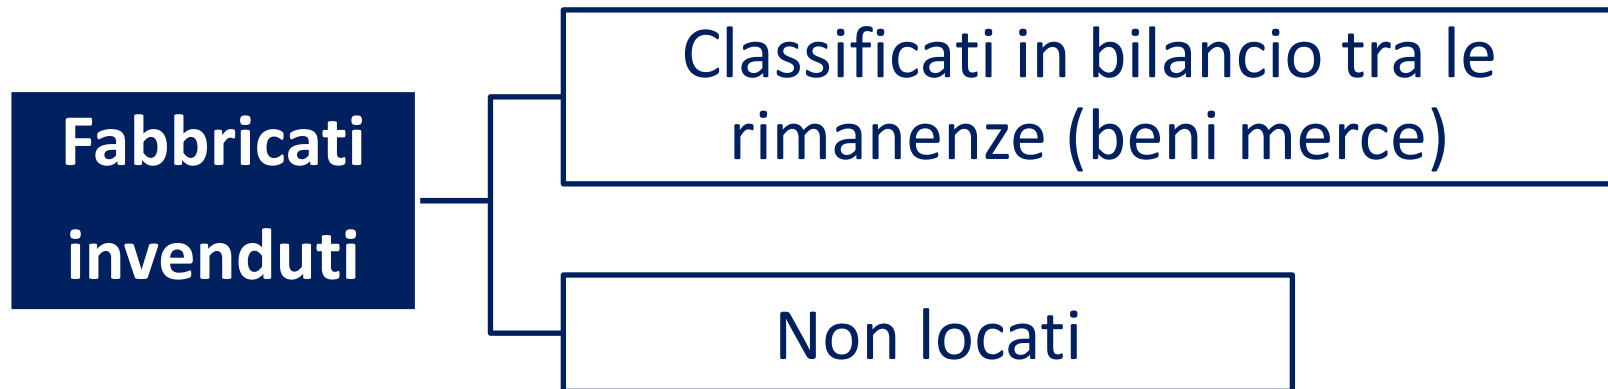 Fabbricati
invenduti
Classificati in bilancio tra le
rimanenze (beni merce)
Non locati